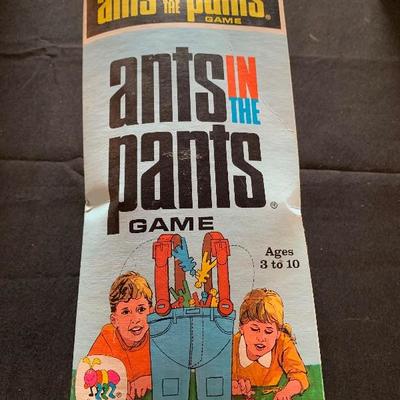 ants IN THE pants
GAME®
ants IN
THE
pants®
GAME
Ages
3 to 10
®